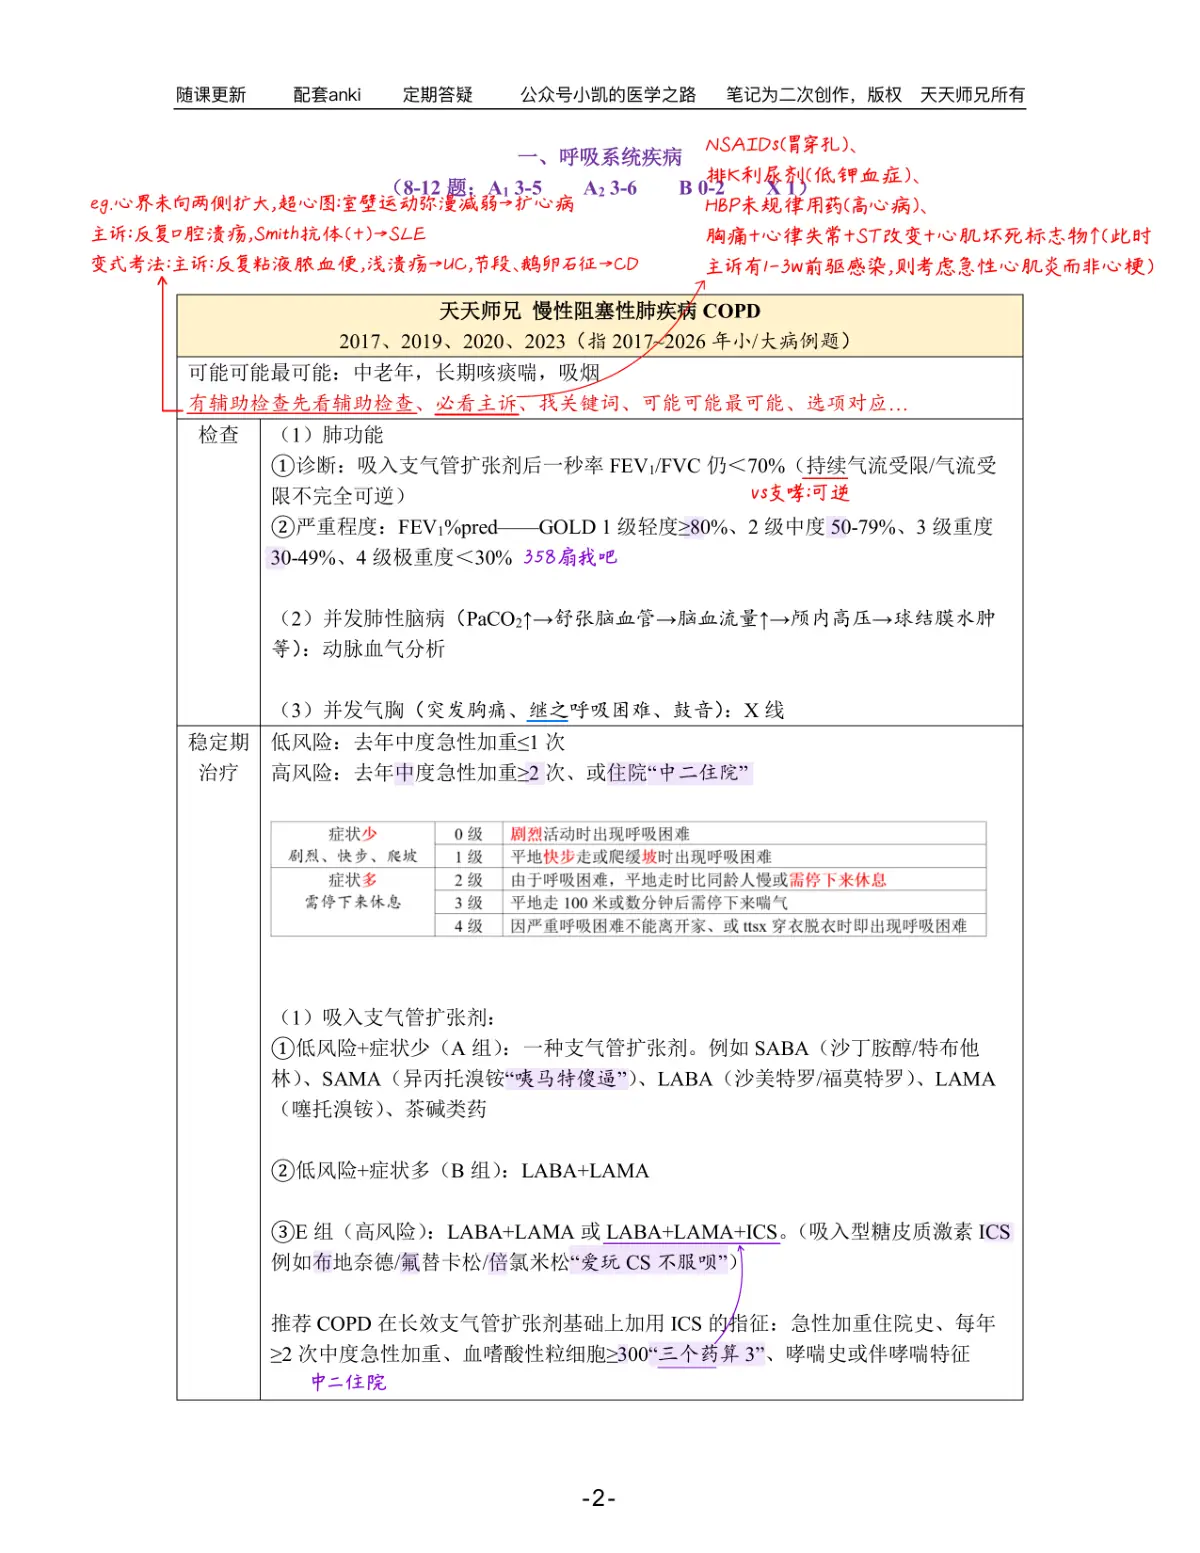 随课更新 配套anki 定期答疑 公众号小凯的医学之路 笔记为二次创作，版权 天天师兄所有
一、呼吸系统疾病
（8-12 题：A1 3-5 A2 3-6 B 0-2 X 1）
NSAIDs(胃穿孔)、
排K利尿剂(低钾血症)、
HBP未规律用药(高心病)、
胸痛+心律失常+ST改变+心肌坏死标志物↑(此时
主诉有1-3w前驱感染,则考虑急性心肌炎而非心梗)
eg.心界未向两侧扩大,超心图:室壁运动弥漫减弱→扩心病
主诉:反复口腔溃疡,Smith抗体(+)→SLE
变式考法:主诉:反复粘液脓血便,浅溃疡→UC,节段、鹅卵石征→CD
天天师兄 慢性阻塞性肺疾病 COPD
2017、2019、2020、2023（指 2017~2026 年小/大病例题）
可能可能最可能：中老年，长期咳痰喘，吸烟
有辅助检查先看辅助检查、必看主诉、找关键词、可能可能最可能、选项对应...
检查
（1）肺功能
①诊断：吸入支气管扩张剂后一秒率 FEV1/FVC 仍＜70%（持续气流受限/气流受
限不完全可逆）
vs支哮:可逆
②严重程度：FEV1%pred——GOLD 1 级轻度≥80%、2 级中度 50-79%、3 级重度
30-49%、4 级极重度＜30% 358扇我吧
（2）并发肺性脑病（PaCO2↑→舒张脑血管→脑血流量↑→颅内高压→球结膜水肿
等）：动脉血气分析
（3）并发气胸（突发胸痛、继之呼吸困难、鼓音）：X 线
稳定期
治疗
低风险：去年中度急性加重≤1 次
高风险：去年中度急性加重≥2 次、或住院“中二住院”
症状少
剧烈、快步、爬坡
0 级 剧烈活动时出现呼吸困难
1 级 平地快步走或爬缓坡时出现呼吸困难
症状多
需停下来休息
2 级 由于呼吸困难，平地走时比同龄人慢或需停下来休息
3 级 平地走 100 米或数分钟后需停下来喘气
4 级 因严重呼吸困难不能离开家、或 ttsx 穿衣脱衣时即出现呼吸困难
（1）吸入支气管扩张剂：
①低风险+症状少（A 组）：一种支气管扩张剂。例如 SABA（沙丁胺醇/特布他
林）、SAMA（异丙托溴铵“咦马特傻逼”）、LABA（沙美特罗/福莫特罗）、LAMA
（噻托溴铵）、茶碱类药
②低风险+症状多（B 组）：LABA+LAMA
③E 组（高风险）：LABA+LAMA 或 LABA+LAMA+ICS。（吸入型糖皮质激素 ICS
例如布地奈德/氟替卡松/倍氯米松“爱玩 CS 不服呗”）
推荐 COPD 在长效支气管扩张剂基础上加用 ICS 的指征：急性加重住院史、每年
≥2 次中度急性加重、血嗜酸性粒细胞≥300“三个药算 3”、哮喘史或伴哮喘特征
中二住院
-2-